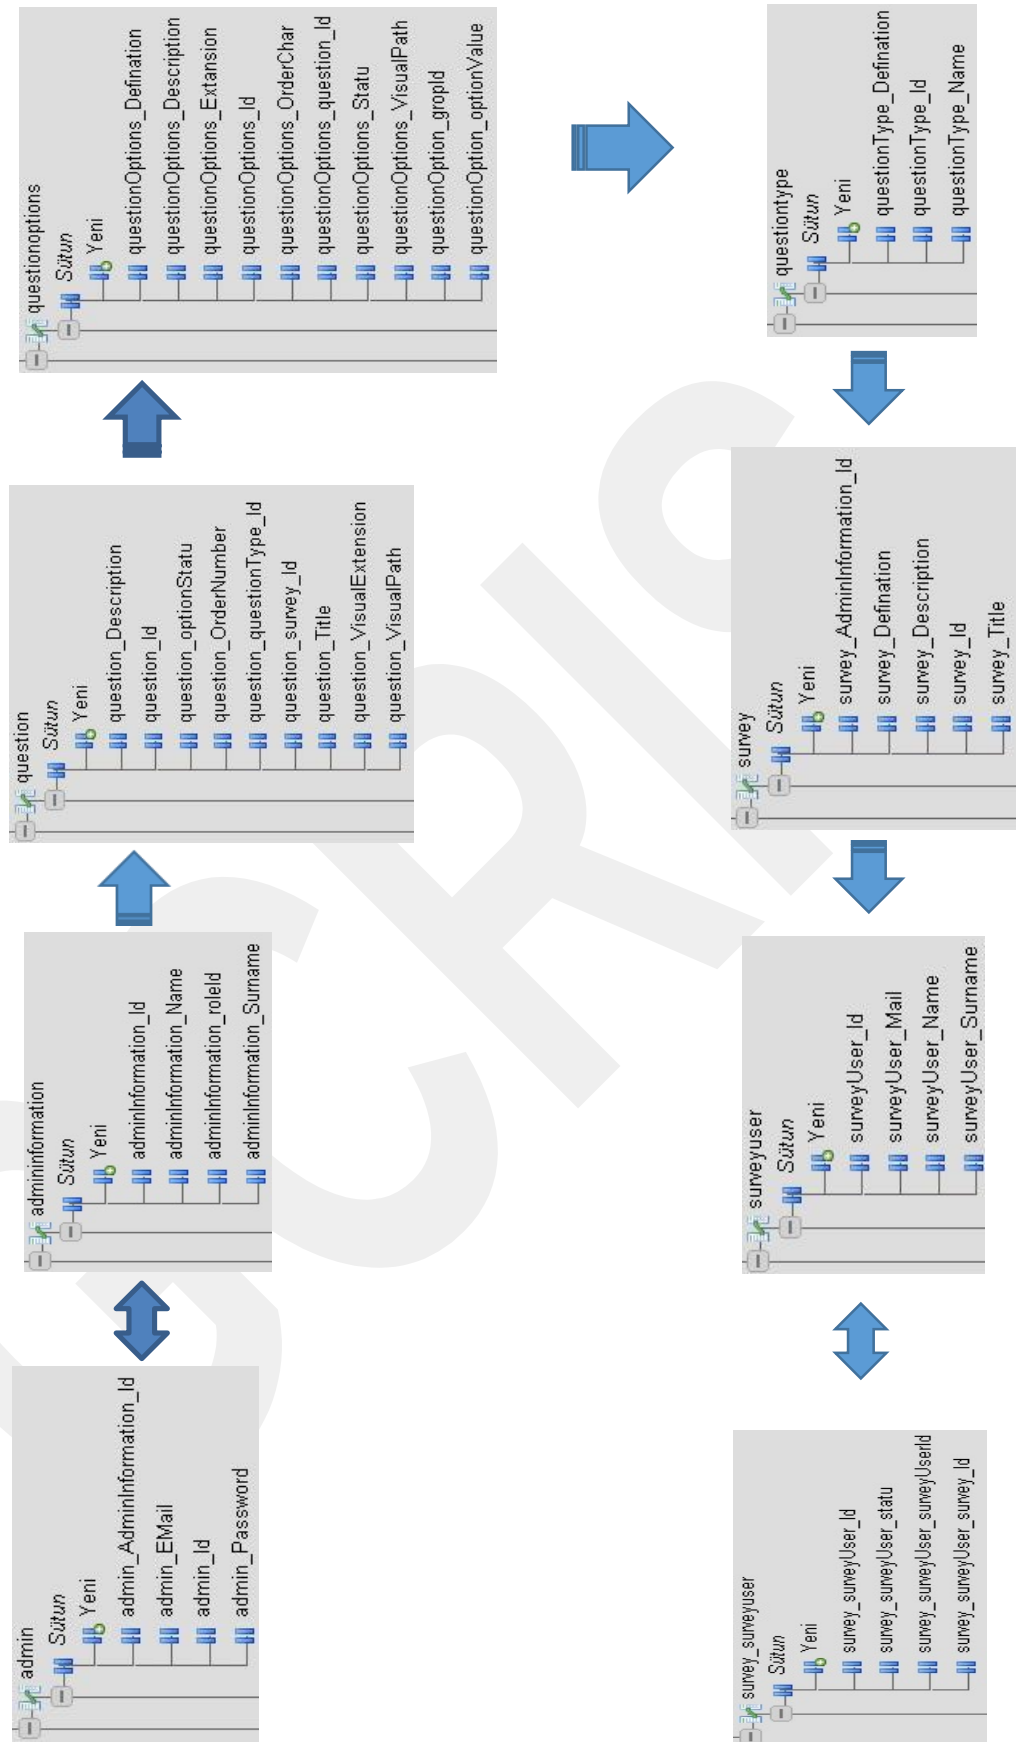 admin
Sütun
Yeni
admin_AdminInformation_Id
admin_EMail
admin_Id
admin_Password
admininformation
Sütun
Yeni
adminInformation_Id
adminInformation_Name
adminInformation_roleId
adminInformation_Surname
question
Sütun
Yeni
question_Description
question_Id
question_optionStatu
question_OrderNumber
question_questionType_Id
question_survey_Id
question_Title
question_VisualExtension
question_VisualPath
questionoptions
Sütun
Yeni
questionOptions_Defination
questionOptions_Description
questionOptions_Extansion
questionOptions_Id
questionOptions_OrderChar
questionOptions_question_Id
questionOptions_Statu
questionOptions_VisualPath
questionOption_gropId
questionOption_optionValue
survey_surveyuser
Sütun
Yeni
survey_surveyUser_Id
survey_surveyUser_statu
survey_surveyUser_surveyUserId
survey_surveyUser_survey_Id
surveyuser
Sütun
Yeni
surveyUser_Id
surveyUser_Mail
surveyUser_Name
surveyUser_Surname
survey
Sütun
Yeni
survey_AdminInformation_Id
survey_Defination
survey_Description
survey_Id
survey_Title
questiontype
Sütun
Yeni
questionType_Defination
questionType_Id
questionType_Name